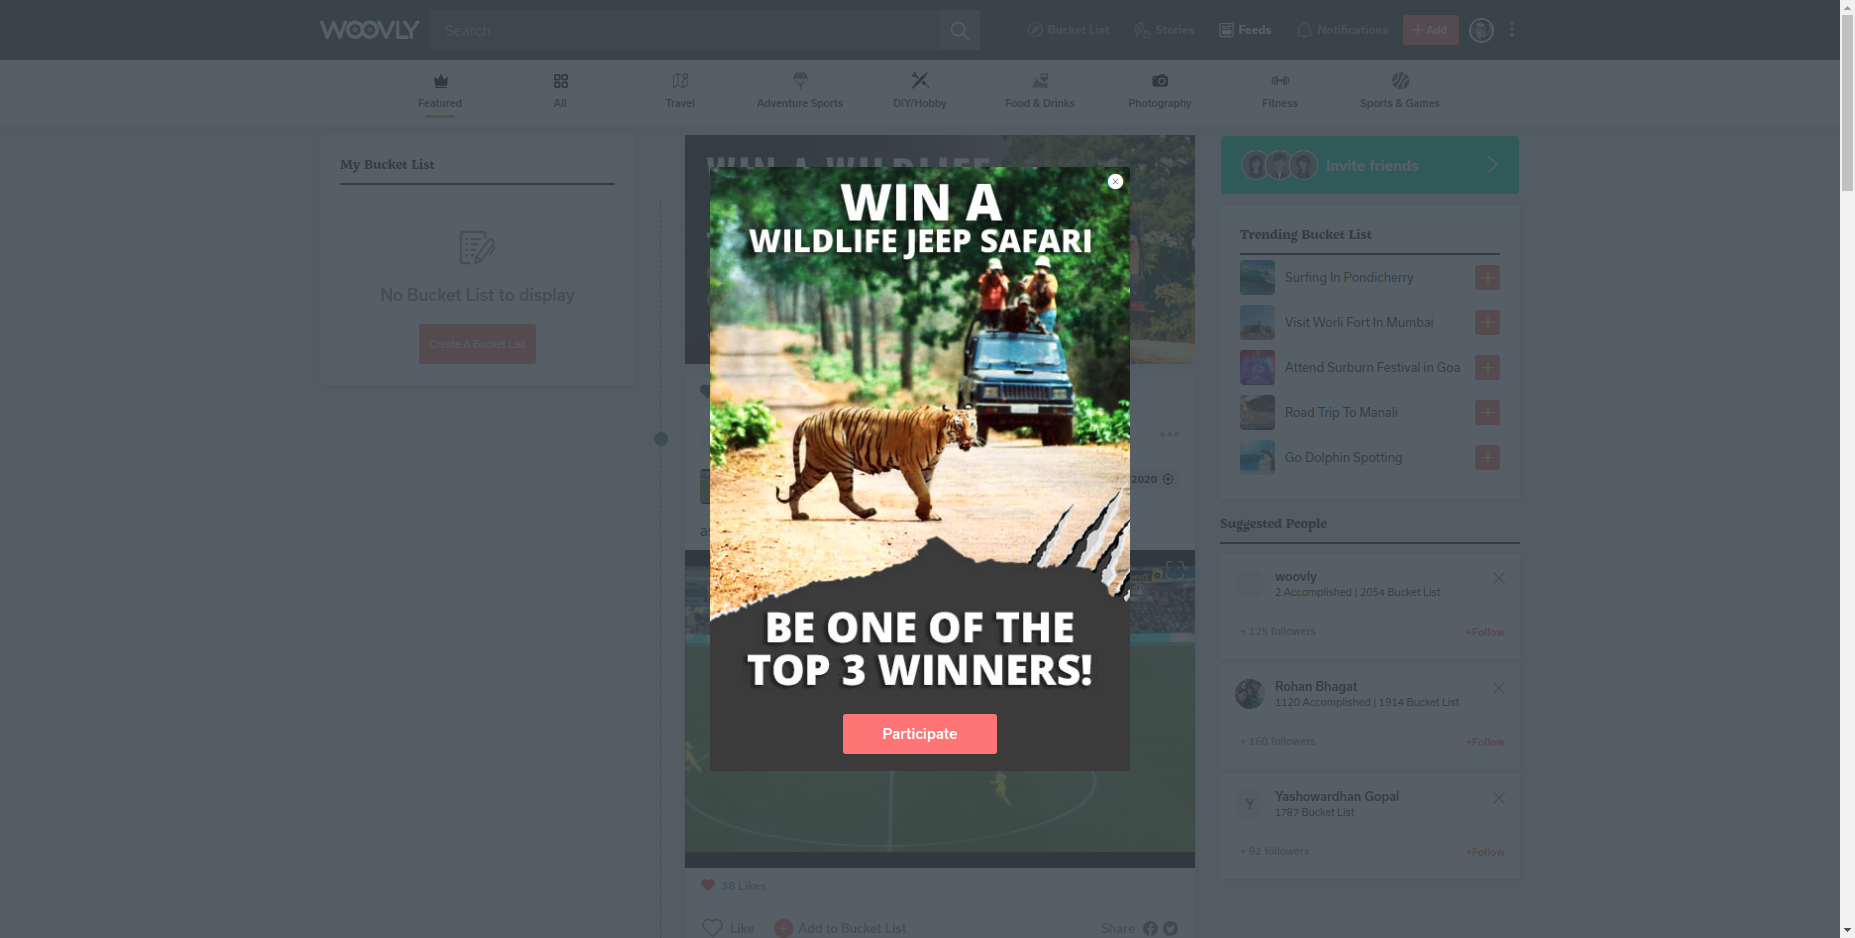 WOOVLY
Search
Bucket List
Stories
Feeds
Notifications
Add
Featured
All
Travel
Adventure Sports
DIY/Hobby
Food & Drinks
Photography
Fitness
Sports & Games
My Bucket List
No Bucket List to display
Create A Bucket List
WIN A WILDLIFE
WIN A
WILDLIFE JEEP SAFARI
BE ONE OF THE
TOP 3 WINNERS!
Participate
2020
38 Likes
Like
Add to Bucket List
Share
Invite friends
Trending Bucket List
Surfing In Pondicherry
Visit Worli Fort In Mumbai
Attend Surburn Festival in Goa
Road Trip To Manali
Go Dolphin Spotting
Suggested People
woovly
2 Accomplished | 2054 Bucket List
+ 125 followers
+Follow
Rohan Bhagat
1120 Accomplished | 1914 Bucket List
+ 160 followers
+Follow
Y
Yashowardhan Gopal
1787 Bucket List
+ 92 followers
+Follow